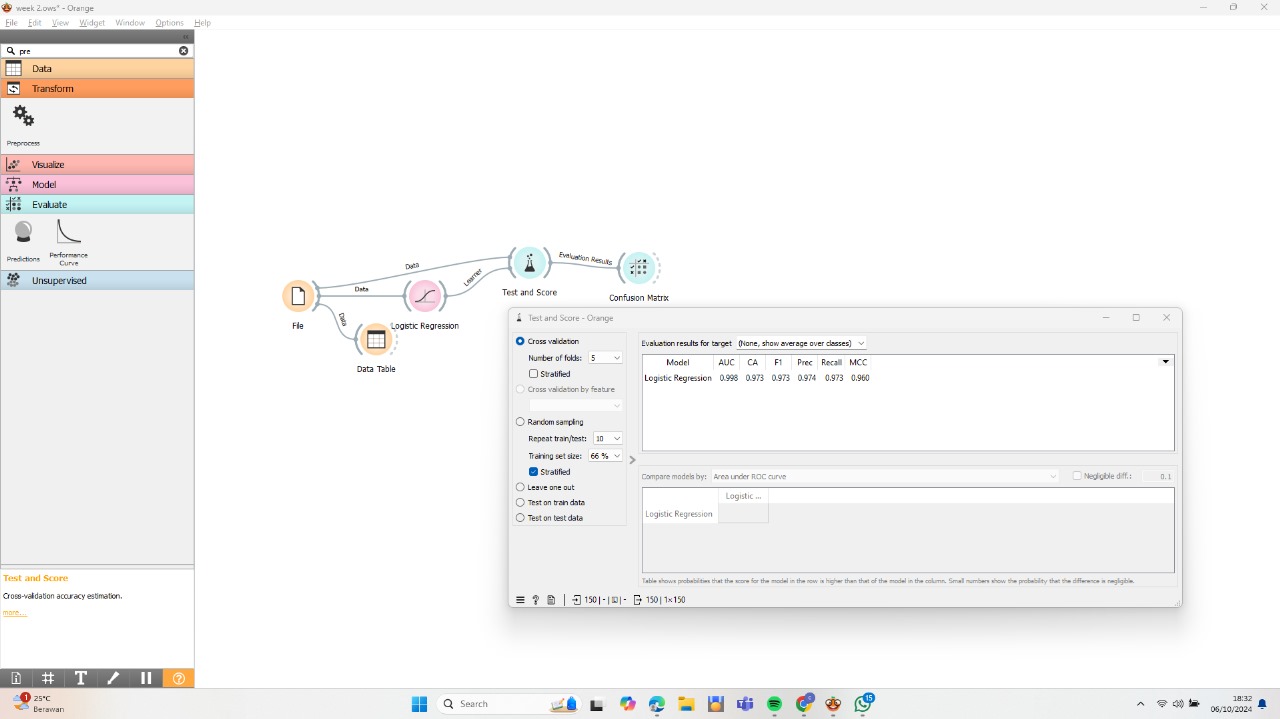 week 2.ows* - Orange
File Edit View Widget Window Options Help
pre
Data
Transform
Preprocess
Visualize
Model
Evaluate
Predictions
Performance
Curve
Unsupervised
Data
Evaluation Results
Learner
Data
Test and Score
Confusion Matrix
File
Logistic Regression
Data
Data Table
Test and Score - Orange
Cross validation
Number of folds: 5
Stratified
Cross validation by feature
Random sampling
Repeat train/test: 10
Training set size: 66 %
Stratified
Leave one out
Test on train data
Test on test data
Evaluation results for target (None, show average over classes)
Model AUC CA F1 Prec Recall MCC
Logistic Regression 0.998 0.973 0.973 0.974 0.973 0.960
Compare models by: Area under ROC curve Negligible diff.: 0.1
Logistic ...
Logistic Regression
Table shows probabilities that the score for the model in the row is higher than that of the model in the column. Small numbers show the probability that the difference is negligible.
150 | - | - 150 | 1×150
Test and Score
Cross-validation accuracy estimation.
more...
1
25°C
Berawan
Search
15
18:32
06/10/2024